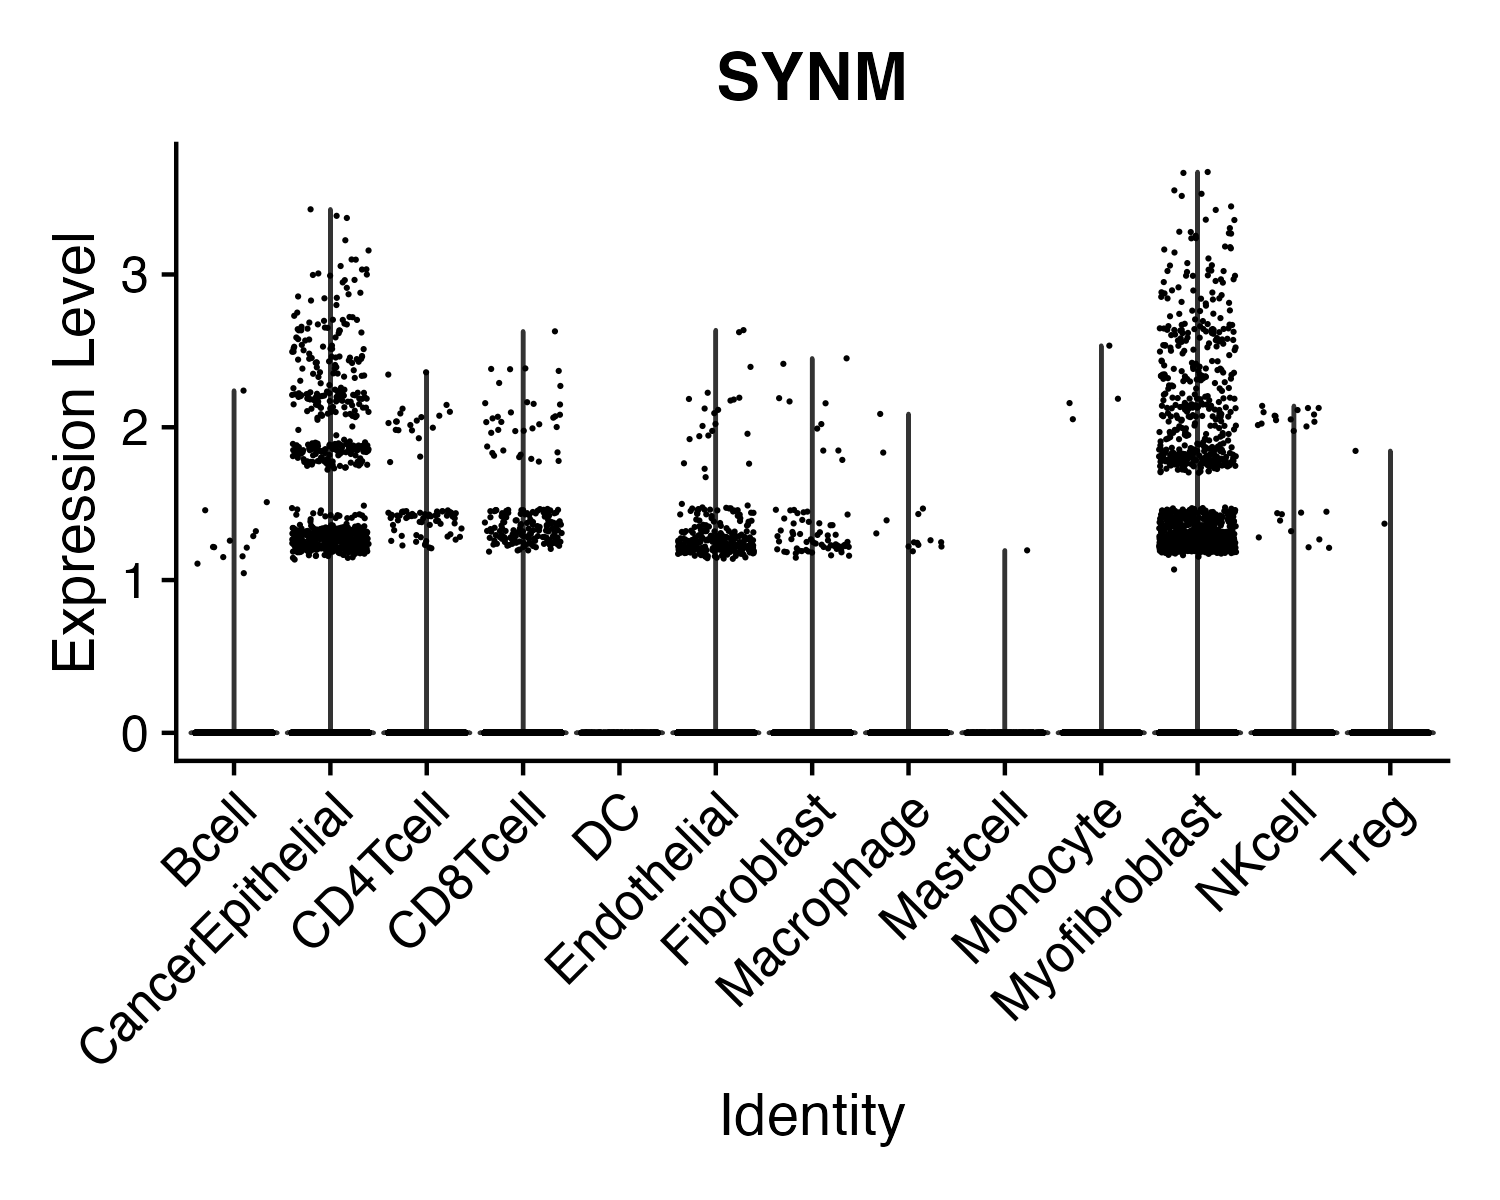 SYNM
Expression Level
3
2
1
0
Bcell
CancerEpithelial
CD4Tcell
CD8Tcell
DC
Endothelial
Fibroblast
Macrophage
Mastcell
Monocyte
Myofibroblast
NKcell
Treg
Identity